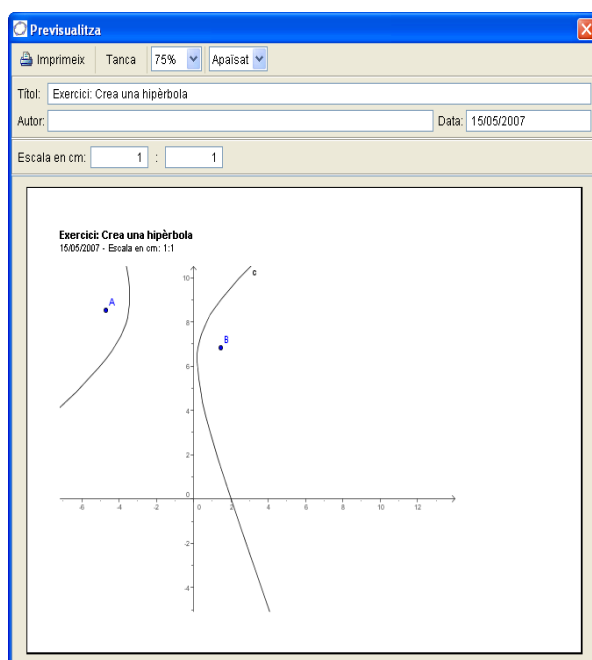 Previsualitza
Imprimeix Tanca 75% Apaïsat
Títol: Exercici: Crea una hipèrbola
Autor: Data: 15/05/2007
Escala en cm: 1 : 1
Exercici: Crea una hipèrbola
15/05/2007 - Escala en cm: 1:1
10
c
A
8
B
6
4
2
0
-6 -4 -2 0 2 4 6 8 10 12
-2
-4